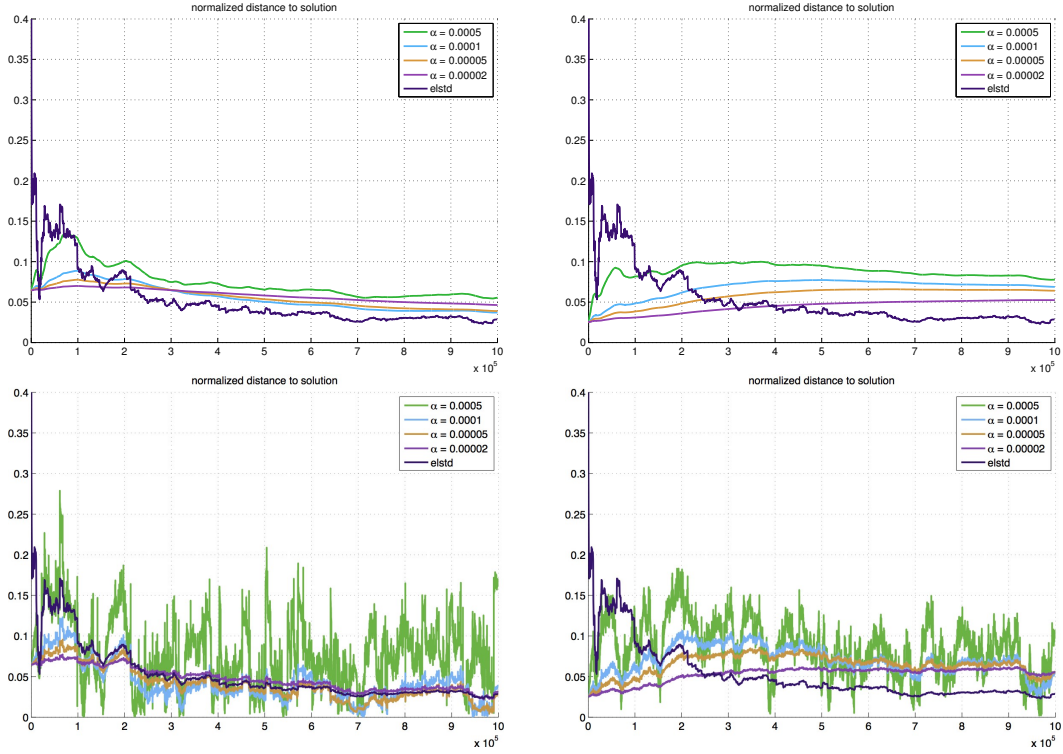 normalized distance to solution
0.4
0.35
0.3
0.25
0.2
0.15
0.1
0.05
0
α = 0.0005
α = 0.0001
α = 0.00005
α = 0.00002
elstd
0 1 2 3 4 5 6 7 8 9 10
x 10^5
normalized distance to solution
0.4
0.35
0.3
0.25
0.2
0.15
0.1
0.05
0
α = 0.0005
α = 0.0001
α = 0.00005
α = 0.00002
elstd
0 1 2 3 4 5 6 7 8 9 10
x 10^5
normalized distance to solution
0.4
0.35
0.3
0.25
0.2
0.15
0.1
0.05
0
α = 0.0005
α = 0.0001
α = 0.00005
α = 0.00002
elstd
0 1 2 3 4 5 6 7 8 9 10
x 10^5
normalized distance to solution
0.4
0.35
0.3
0.25
0.2
0.15
0.1
0.05
0
α = 0.0005
α = 0.0001
α = 0.00005
α = 0.00002
elstd
0 1 2 3 4 5 6 7 8 9 10
x 10^5